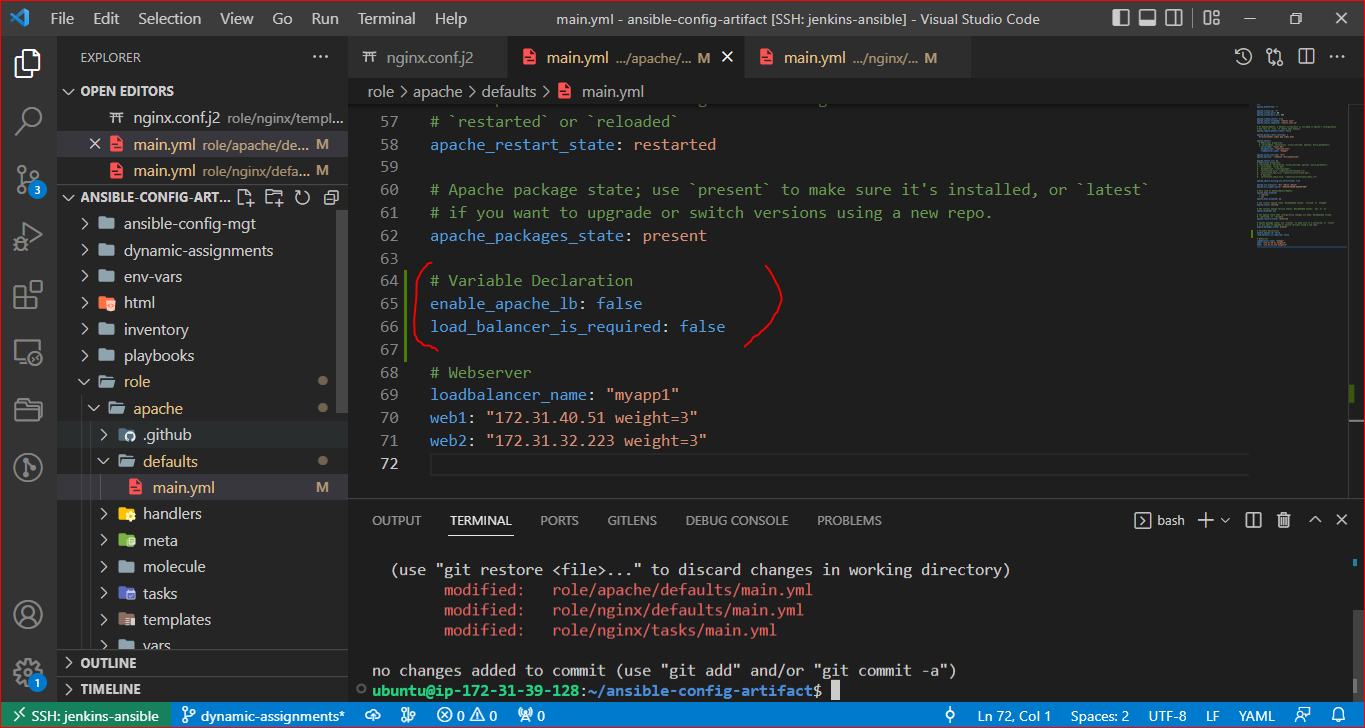 File Edit Selection View Go Run Terminal Help main.yml - ansible-config-artifact [SSH: jenkins-ansible] - Visual Studio Code
EXPLORER ...
OPEN EDITORS
nginx.conf.j2 role/nginx/templ...
main.yml role/apache/de... M
main.yml role/nginx/defa... M
ANSIBLE-CONFIG-ART...
ansible-config-mgt
dynamic-assignments
env-vars
html
inventory
playbooks
role
apache
.github
defaults
main.yml M
handlers
meta
molecule
tasks
templates
vars
OUTLINE
TIMELINE
3
1
nginx.conf.j2 main.yml .../apache/... M main.yml .../nginx/... M
role > apache > defaults > main.yml
57 # `restarted` or `reloaded`
58 apache_restart_state: restarted
59
60 # Apache package state; use `present` to make sure it's installed, or `latest`
61 # if you want to upgrade or switch versions using a new repo.
62 apache_packages_state: present
63
64 # Variable Declaration
65 enable_apache_lb: false
66 load_balancer_is_required: false
67
68 # Webserver
69 loadbalancer_name: "myapp1"
70 web1: "172.31.40.51 weight=3"
71 web2: "172.31.32.223 weight=3"
72
OUTPUT TERMINAL PORTS GITLENS DEBUG CONSOLE PROBLEMS bash
(use "git restore <file>..." to discard changes in working directory)
modified: role/apache/defaults/main.yml
modified: role/nginx/defaults/main.yml
modified: role/nginx/tasks/main.yml
no changes added to commit (use "git add" and/or "git commit -a")
ubuntu@ip-172-31-39-128:~/ansible-config-artifact$
SSH: jenkins-ansible dynamic-assignments* 0 0 0 Ln 72, Col 1 Spaces: 2 UTF-8 LF YAML